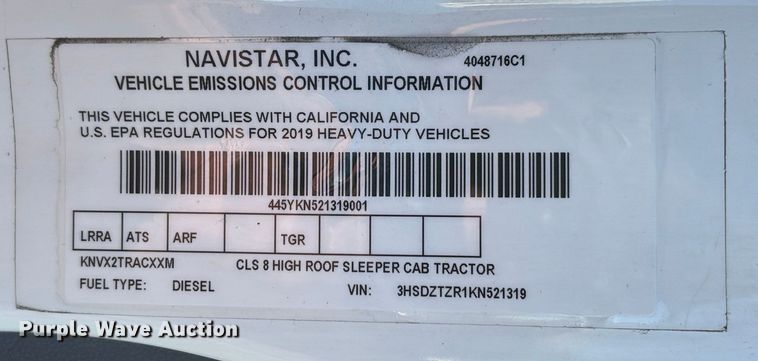 NAVISTAR, INC. 4048716C1
VEHICLE EMISSIONS CONTROL INFORMATION
THIS VEHICLE COMPLIES WITH CALIFORNIA AND
U.S. EPA REGULATIONS FOR 2019 HEAVY-DUTY VEHICLES
445YKN521319001
LRRA ATS ARF TGR
KNVX2TRACXXM CLS 8 HIGH ROOF SLEEPER CAB TRACTOR
FUEL TYPE: DIESEL VIN: 3HSDZTZR1KN521319
Purple Wave Auction